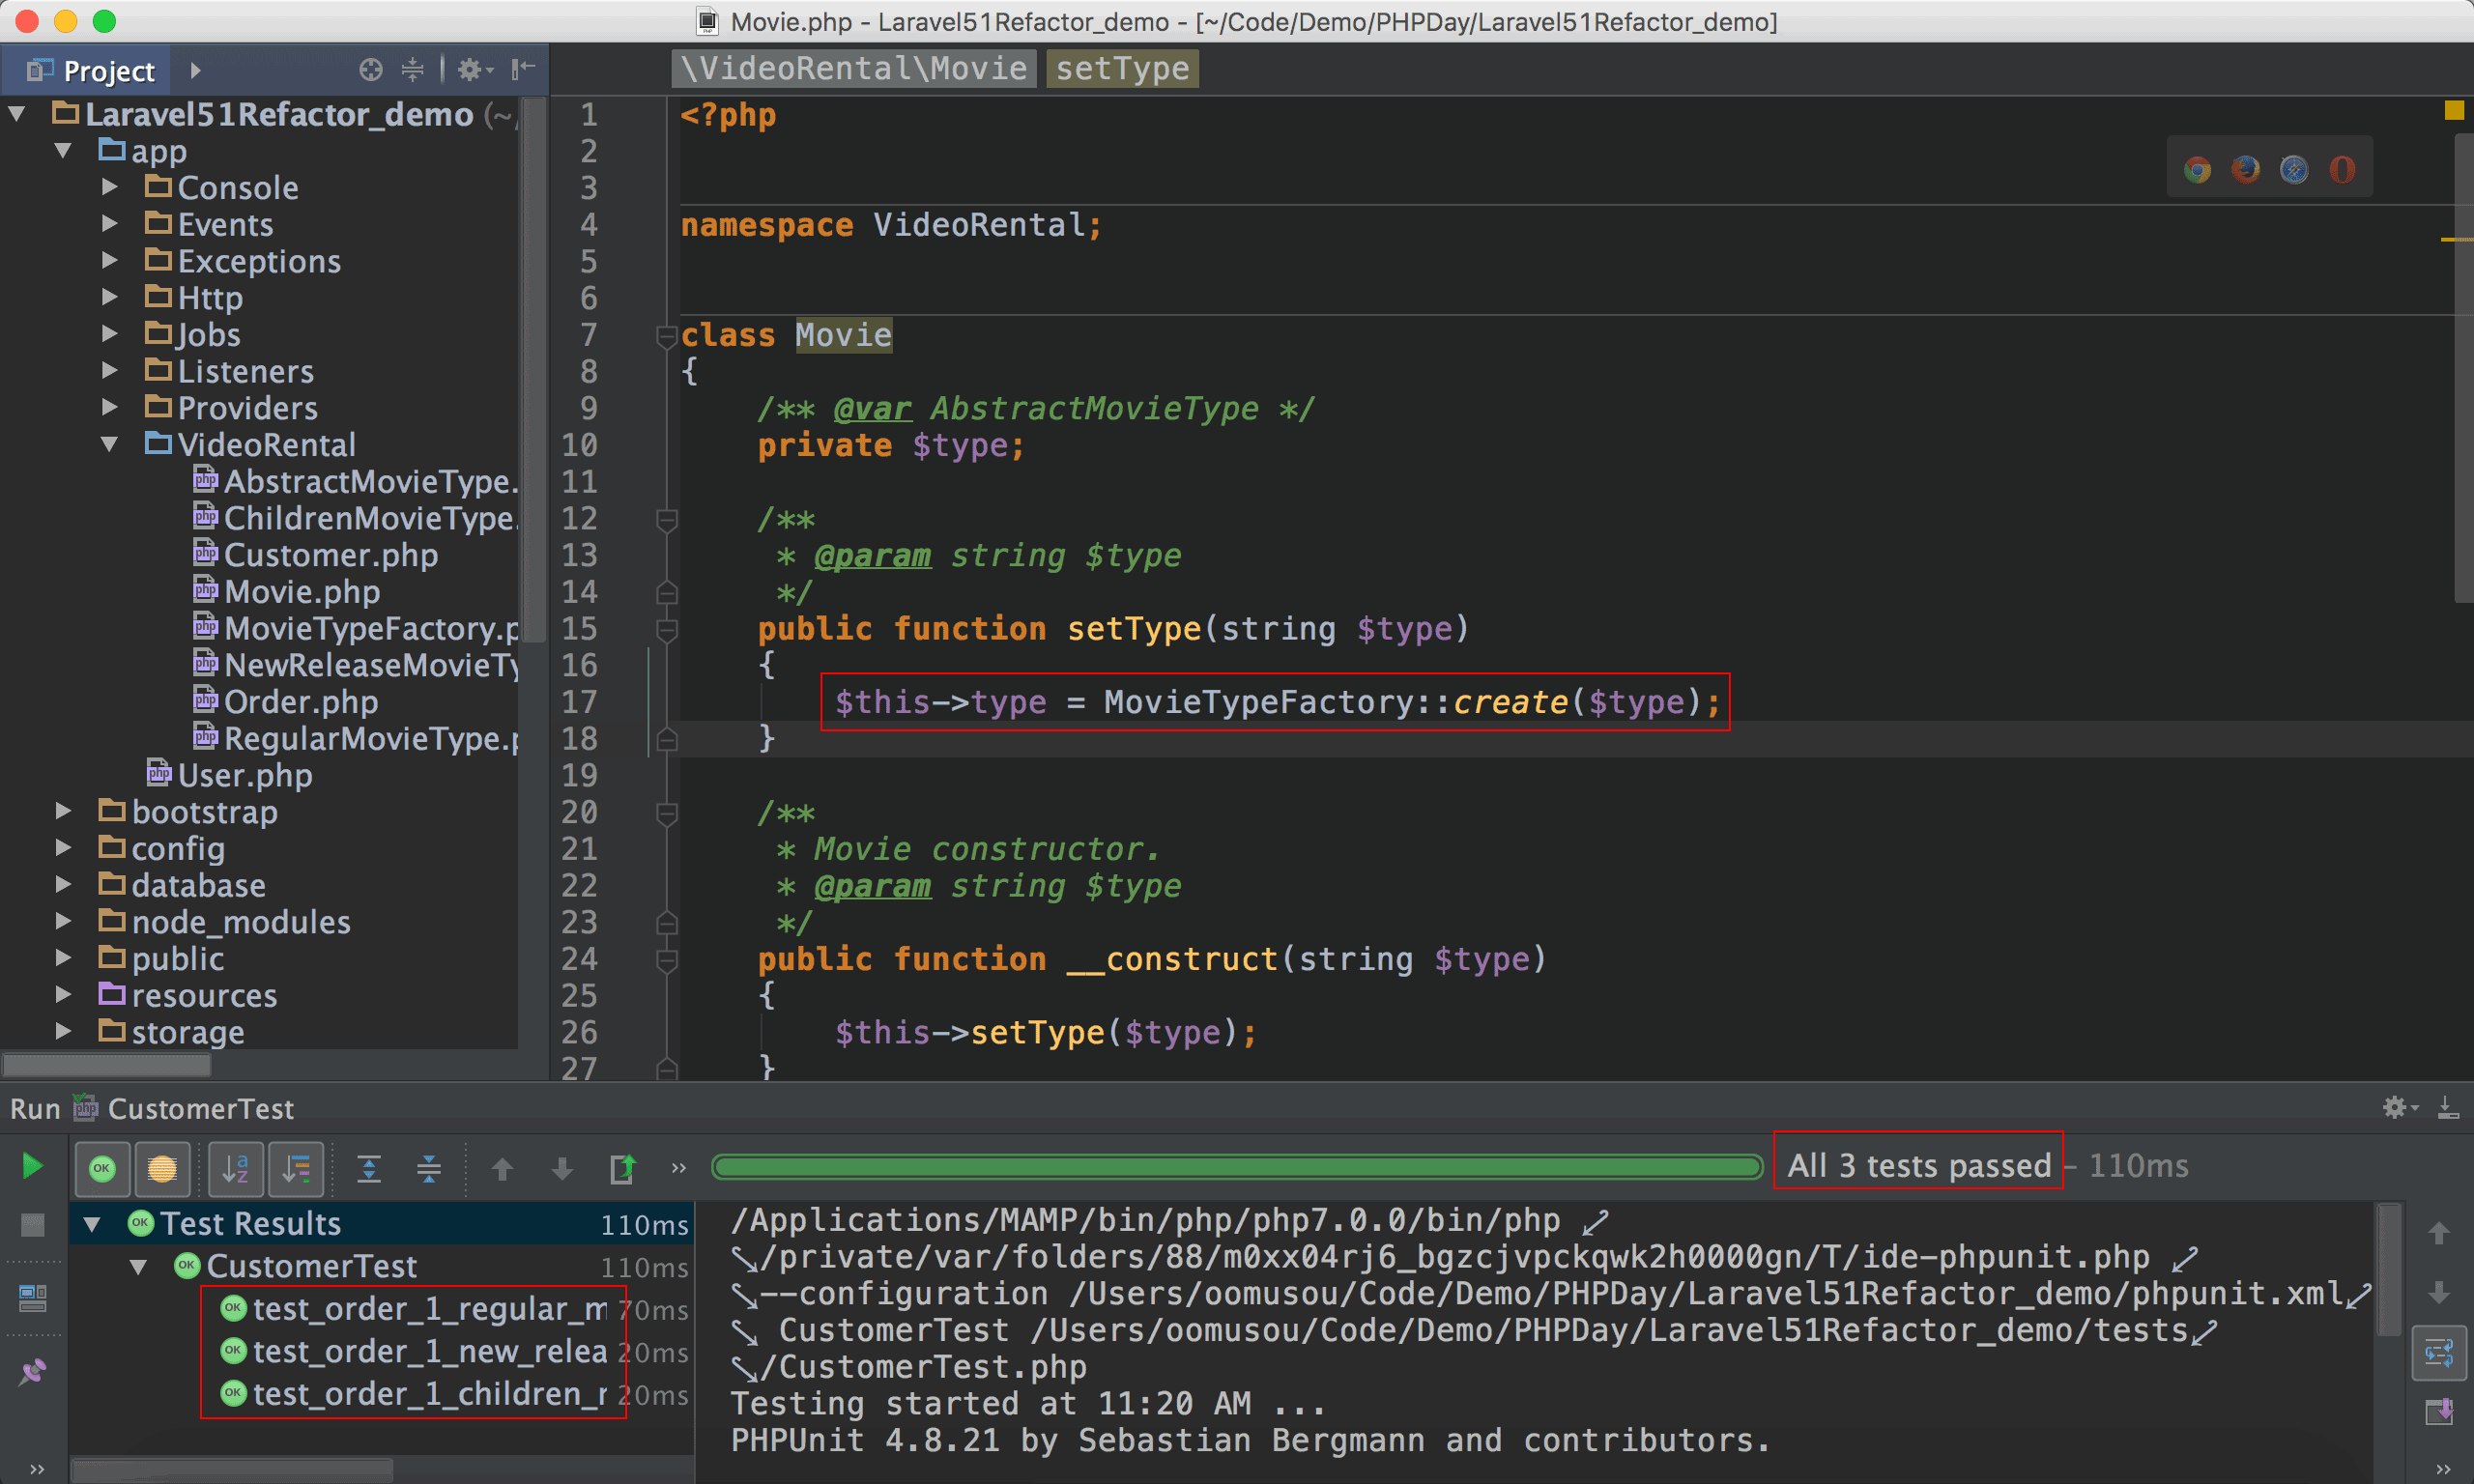 Movie.php - Laravel51Refactor_demo - [~/Code/Demo/PHPDay/Laravel51Refactor_demo]
Project
\VideoRental\Movie setType
Laravel51Refactor_demo (~/
app
Console
Events
Exceptions
Http
Jobs
Listeners
Providers
VideoRental
AbstractMovieType.
ChildrenMovieType.
Customer.php
Movie.php
MovieTypeFactory.p
NewReleaseMovieTy
Order.php
RegularMovieType.p
User.php
bootstrap
config
database
node_modules
public
resources
storage
1 <?php
2
3
4 namespace VideoRental;
5
6
7 class Movie
8 {
9 /** @var AbstractMovieType */
10 private $type;
11
12 /**
13 * @param string $type
14 */
15 public function setType(string $type)
16 {
17 $this->type = MovieTypeFactory::create($type);
18 }
19
20 /**
21 * Movie constructor.
22 * @param string $type
23 */
24 public function __construct(string $type)
25 {
26 $this->setType($type);
27 }
Run CustomerTest
All 3 tests passed – 110ms
Test Results 110ms
CustomerTest 110ms
test_order_1_regular_m 70ms
test_order_1_new_relea 20ms
test_order_1_children_r 20ms
/Applications/MAMP/bin/php/php7.0.0/bin/php
/private/var/folders/88/m0xx04rj6_bgzcjvpckqwk2h0000gn/T/ide-phpunit.php
--configuration /Users/oomusou/Code/Demo/PHPDay/Laravel51Refactor_demo/phpunit.xml
CustomerTest /Users/oomusou/Code/Demo/PHPDay/Laravel51Refactor_demo/tests
/CustomerTest.php
Testing started at 11:20 AM ...
PHPUnit 4.8.21 by Sebastian Bergmann and contributors.